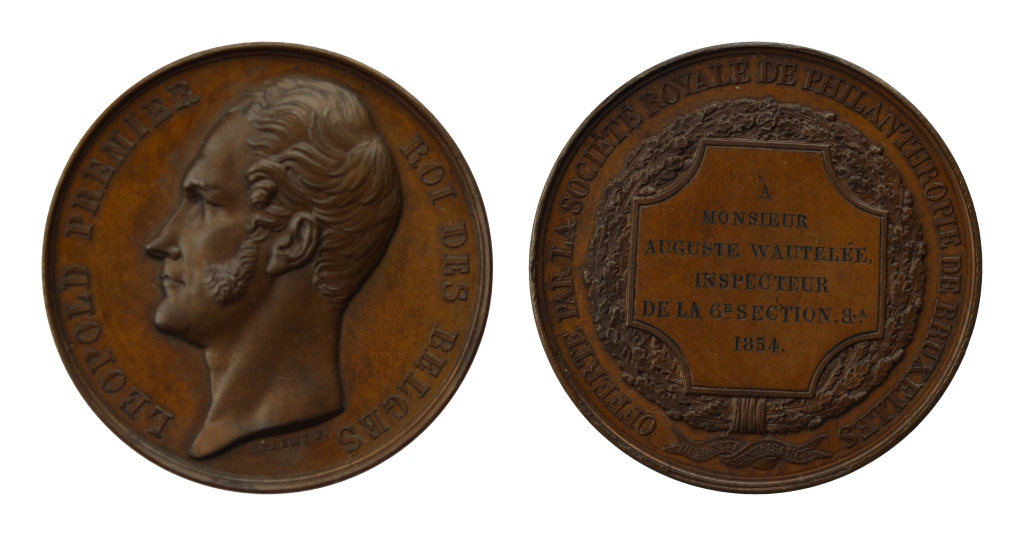 LEOPOLD PREMIER ROI DES BELGES
OFFERTE PAR LA SOCIÉTÉ ROYALE DE PHILANTHROPIE DE BRUXELLES
À
MONSIEUR
AUGUSTE WAUTELÉE.
INSPECTEUR
DE LA 6E SECTION. &A
1854.